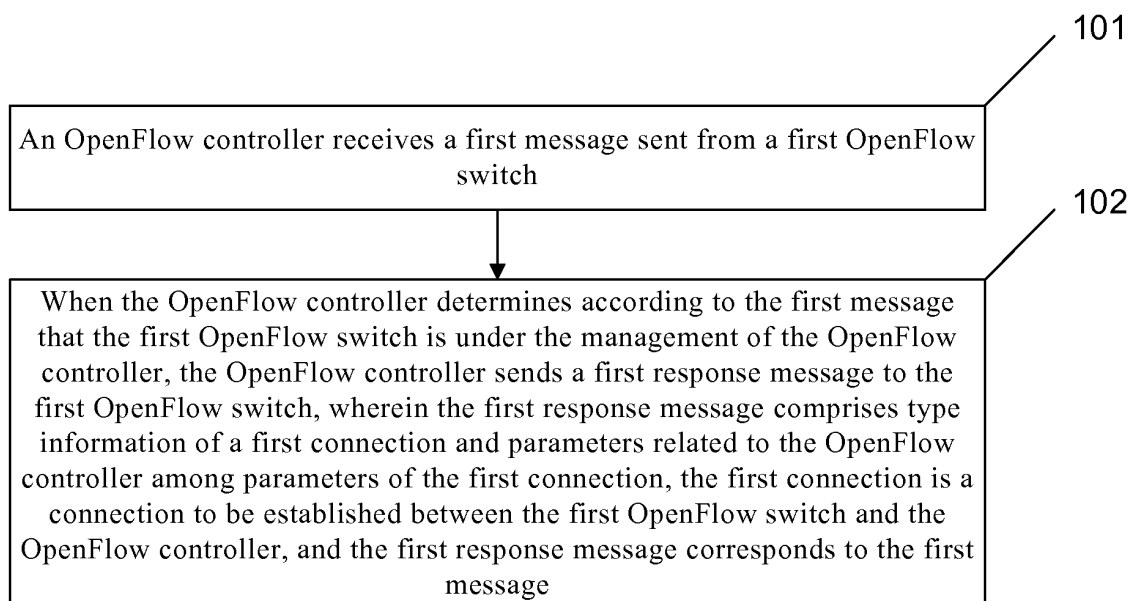 101
An OpenFlow controller receives a first message sent from a first OpenFlow
switch
102
When the OpenFlow controller determines according to the first message
that the first OpenFlow switch is under the management of the OpenFlow
controller, the OpenFlow controller sends a first response message to the
first OpenFlow switch, wherein the first response message comprises type
information of a first connection and parameters related to the OpenFlow
controller among parameters of the first connection, the first connection is a
connection to be established between the first OpenFlow switch and the
OpenFlow controller, and the first response message corresponds to the first
message